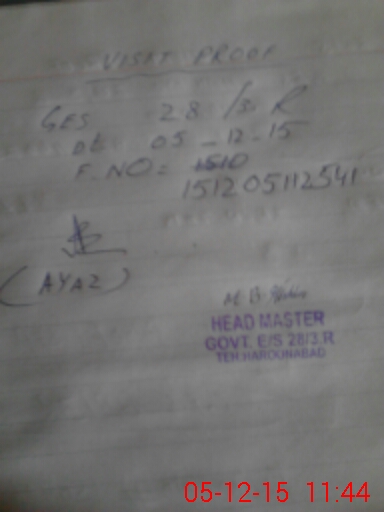 VISIT PROOF
GES 28/3.R
Dt 05-12-15
F-NO= 1510
151205112541
(AYAZ)
HEAD MASTER
GOVT. E/S 28/3.R
TEH.HAROONABAD
05-12-15 11:44